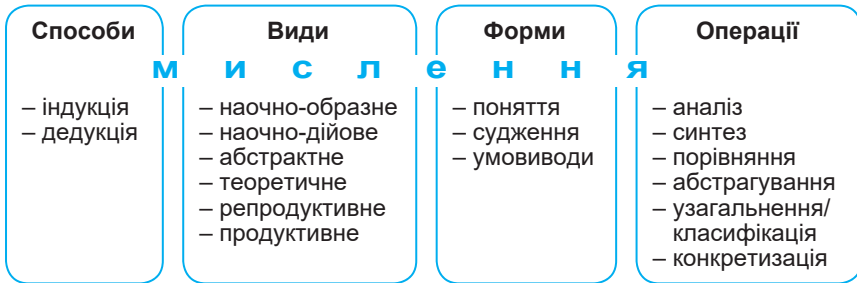 Способи
Види
Форми
Операції
мислення
– індукція
– дедукція
– наочно-образне
– наочно-дійове
– абстрактне
– теоретичне
– репродуктивне
– продуктивне
– поняття
– судження
– умовиводи
– аналіз
– синтез
– порівняння
– абстрагування
– узагальнення/
класифікація
– конкретизація